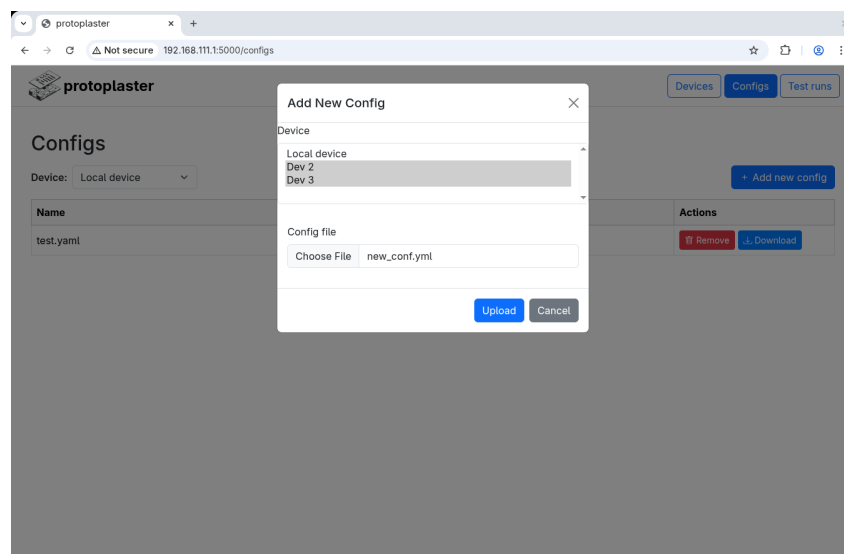 protoplaster
Not secure 192.168.111.1:5000/configs
protoplaster
Devices Configs Test runs
Add New Config
Device
Local device
Dev 2
Dev 3
Config file
Choose File new_conf.yml
Upload Cancel
Configs
Device: Local device
+ Add new config
Name Actions
test.yaml Remove Download